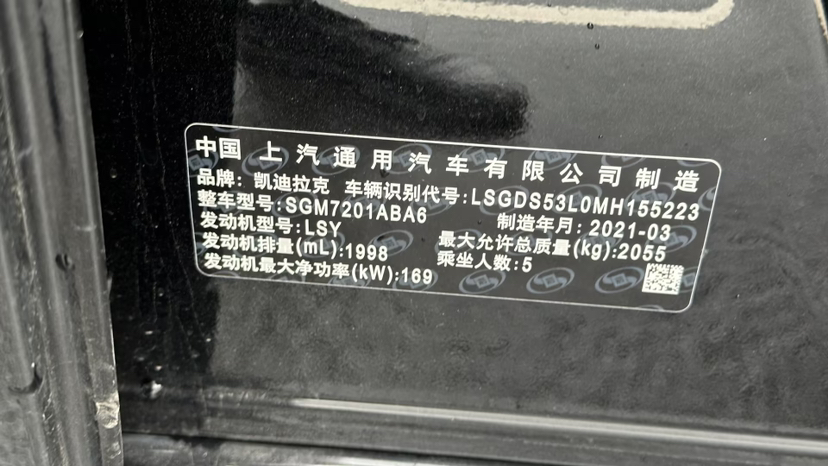 中国 上汽通用汽车有限公司制造
品牌: 凯迪拉克 车辆识别代号:LSGDS53L0MH155223
整车型号:SGM7201ABA6 制造年月:2021-03
发动机型号:LSY 最大允许总质量(kg):2055
发动机排量(mL):1998 乘坐人数:5
发动机最大净功率(kW):169